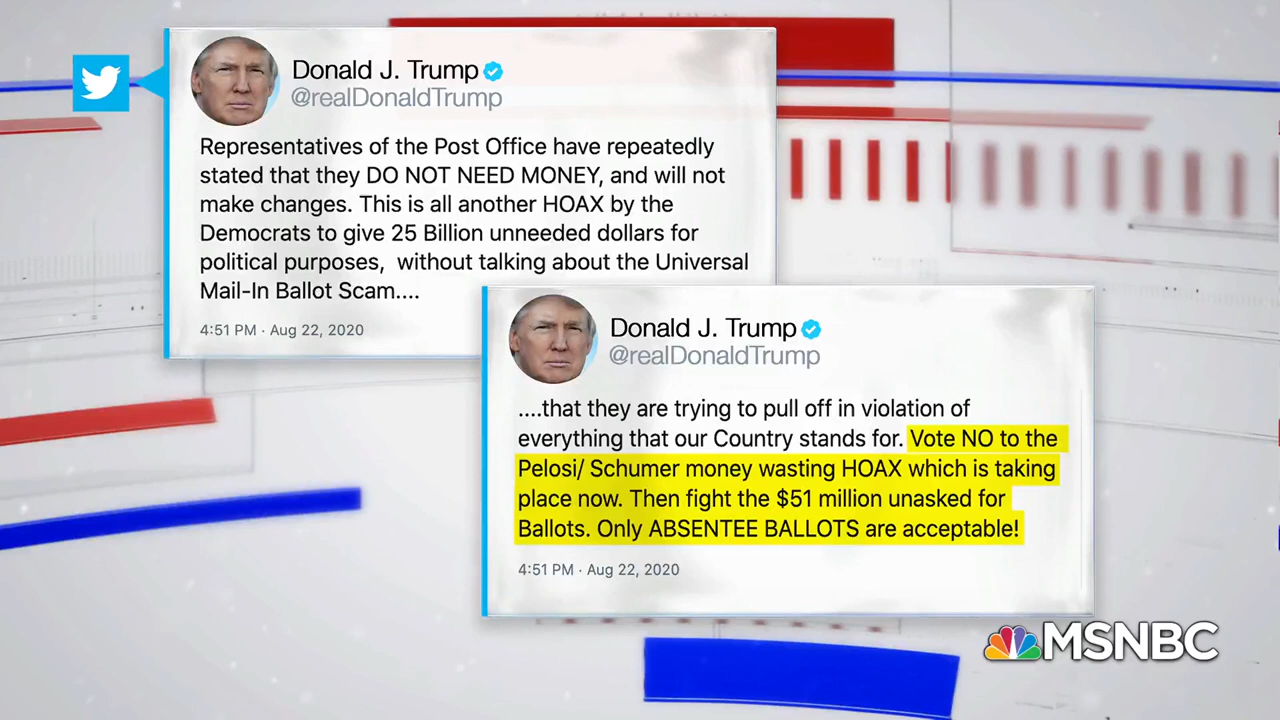 Donald J. Trump
@realDonaldTrump
Representatives of the Post Office have repeatedly
stated that they DO NOT NEED MONEY, and will not
make changes. This is all another HOAX by the
Democrats to give 25 Billion unneeded dollars for
political purposes, without talking about the Universal
Mail-In Ballot Scam....
4:51 PM · Aug 22, 2020
Donald J. Trump
@realDonaldTrump
....that they are trying to pull off in violation of
everything that our Country stands for. Vote NO to the
Pelosi/ Schumer money wasting HOAX which is taking
place now. Then fight the $51 million unasked for
Ballots. Only ABSENTEE BALLOTS are acceptable!
4:51 PM · Aug 22, 2020
MSNBC